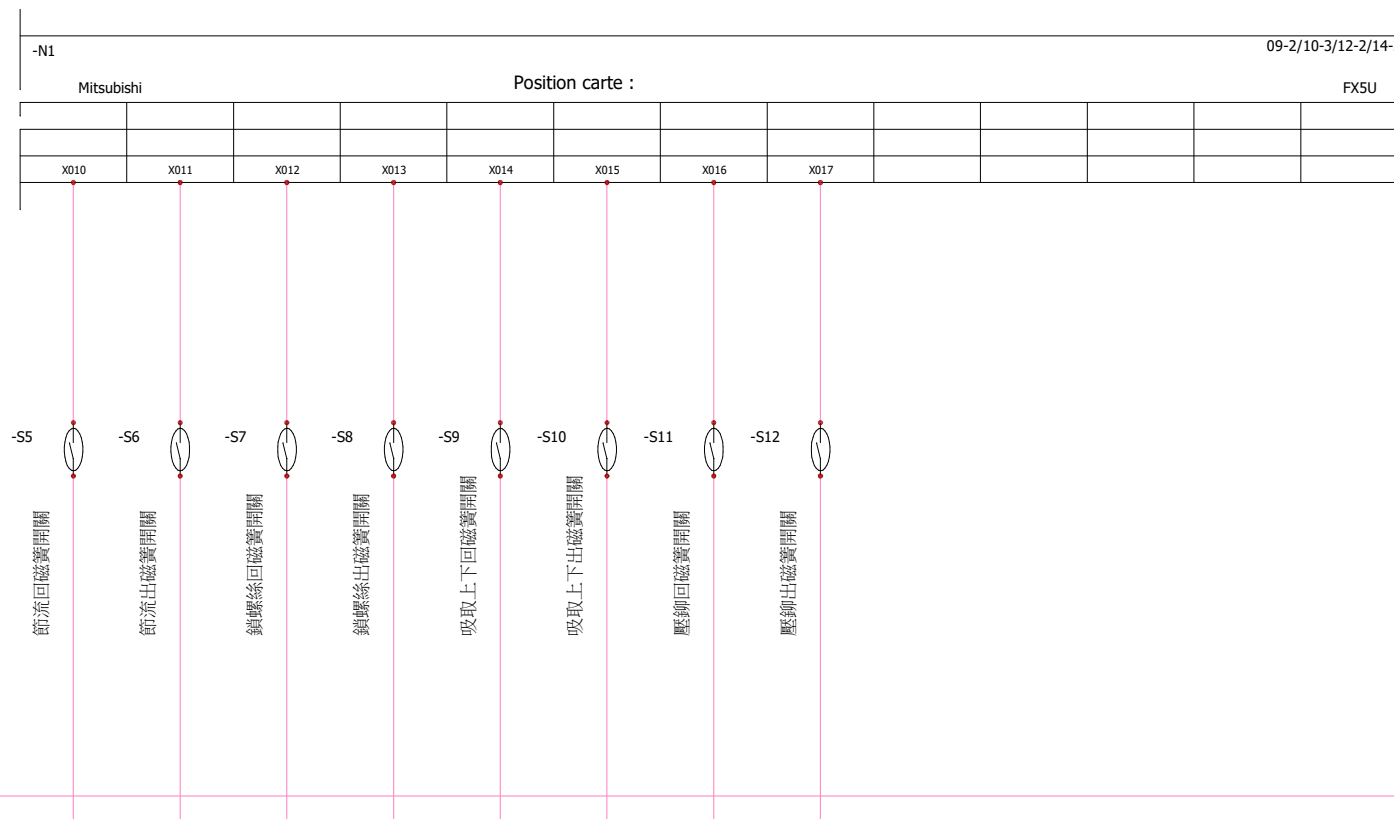 -N1
09-2/10-3/12-2/14-
Mitsubishi
Position carte :
FX5U
X010
X011
X012
X013
X014
X015
X016
X017
-S5
-S6
-S7
-S8
-S9
-S10
-S11
-S12
節流回磁簧開關
節流出磁簧開關
鎖螺絲回磁簧開關
鎖螺絲出磁簧開關
吸取上下回磁簧開關
吸取上下出磁簧開關
壓鉚回磁簧開關
壓鉚出磁簧開關